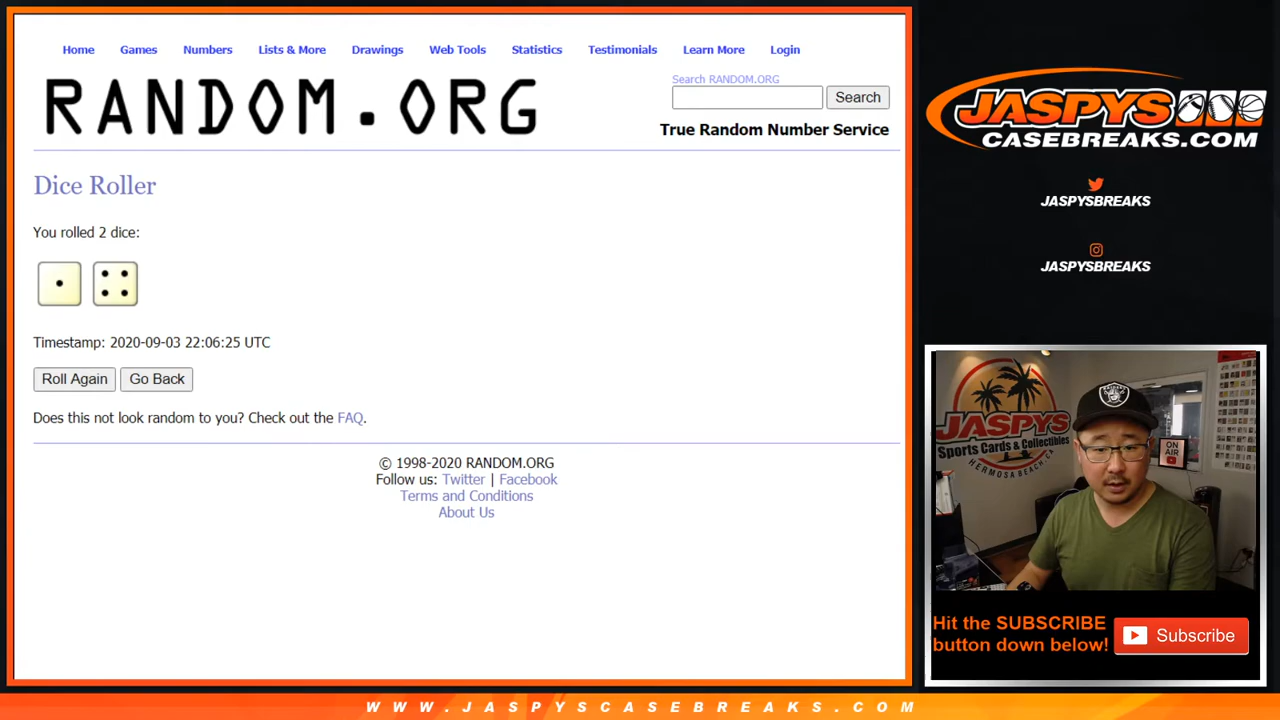 Home Games Numbers Lists & More Drawings Web Tools Statistics Testimonials Learn More Login
RANDOM.ORG
Search RANDOM.ORG
Search
True Random Number Service
Dice Roller
You rolled 2 dice:
Timestamp: 2020-09-03 22:06:25 UTC
Roll Again Go Back
Does this not look random to you? Check out the FAQ.
© 1998-2020 RANDOM.ORG
Follow us: Twitter | Facebook
Terms and Conditions
About Us
JASPYS
CASEBREAKS.COM
JASPYSBREAKS
JASPYSBREAKS
JASPYS
Sports Cards & Collectibles
HERMOSA BEACH, CA
RAIDERS
ON
AIR
Hit the SUBSCRIBE
button down below!
Subscribe
WWW.JASPYSCASEBREAKS.COM